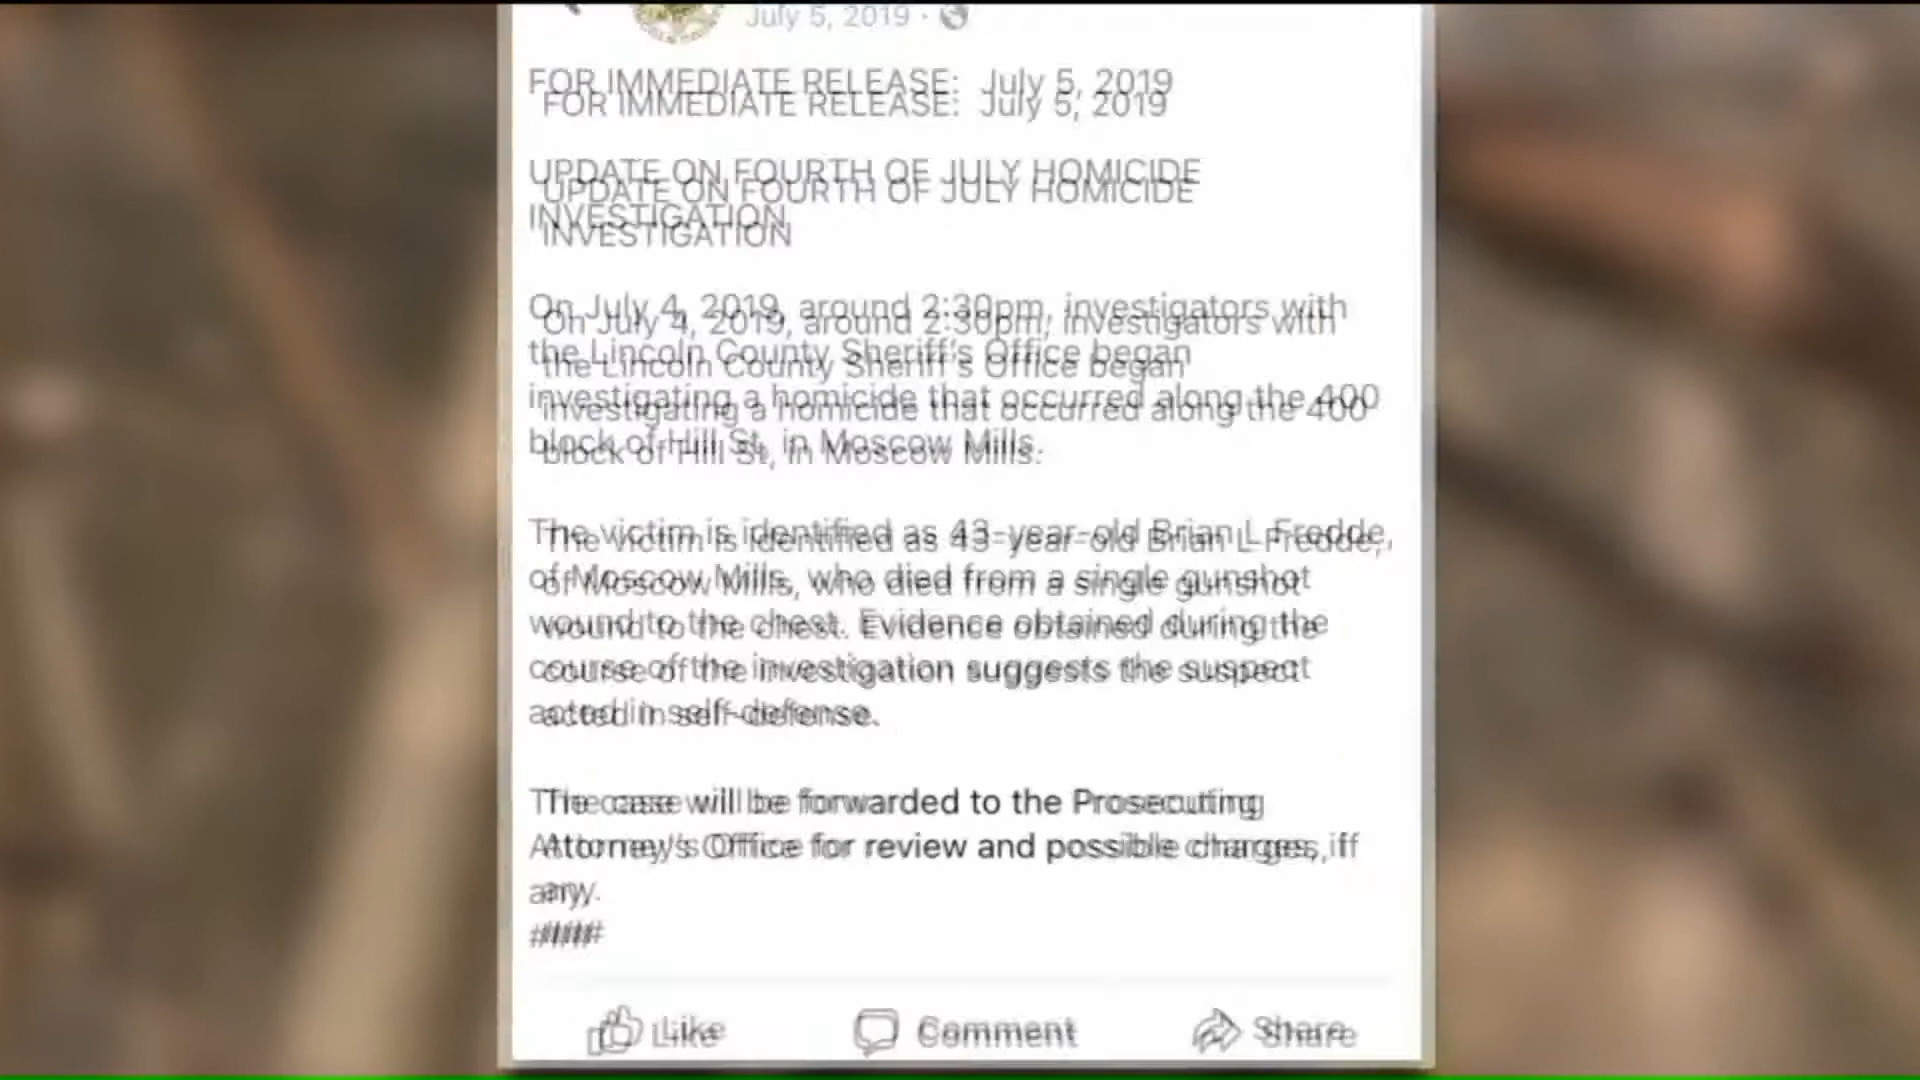 July 5, 2019 ·
FOR IMMEDIATE RELEASE: July 5, 2019
UPDATE ON FOURTH OF JULY HOMICIDE
INVESTIGATION
On July 4, 2019, around 2:30pm, investigators with
the Lincoln County Sheriff's Office began
investigating a homicide that occurred along the 400
block of Hill St, in Moscow Mills.
The victim is identified as 43-year-old Brian L Fredde,
of Moscow Mills, who died from a single gunshot
wound to the chest. Evidence obtained during the
course of the investigation suggests the suspect
acted in self-defense.
The case will be forwarded to the Prosecuting
Attorney's Office for review and possible charges, if
any.
####
Like Comment Share